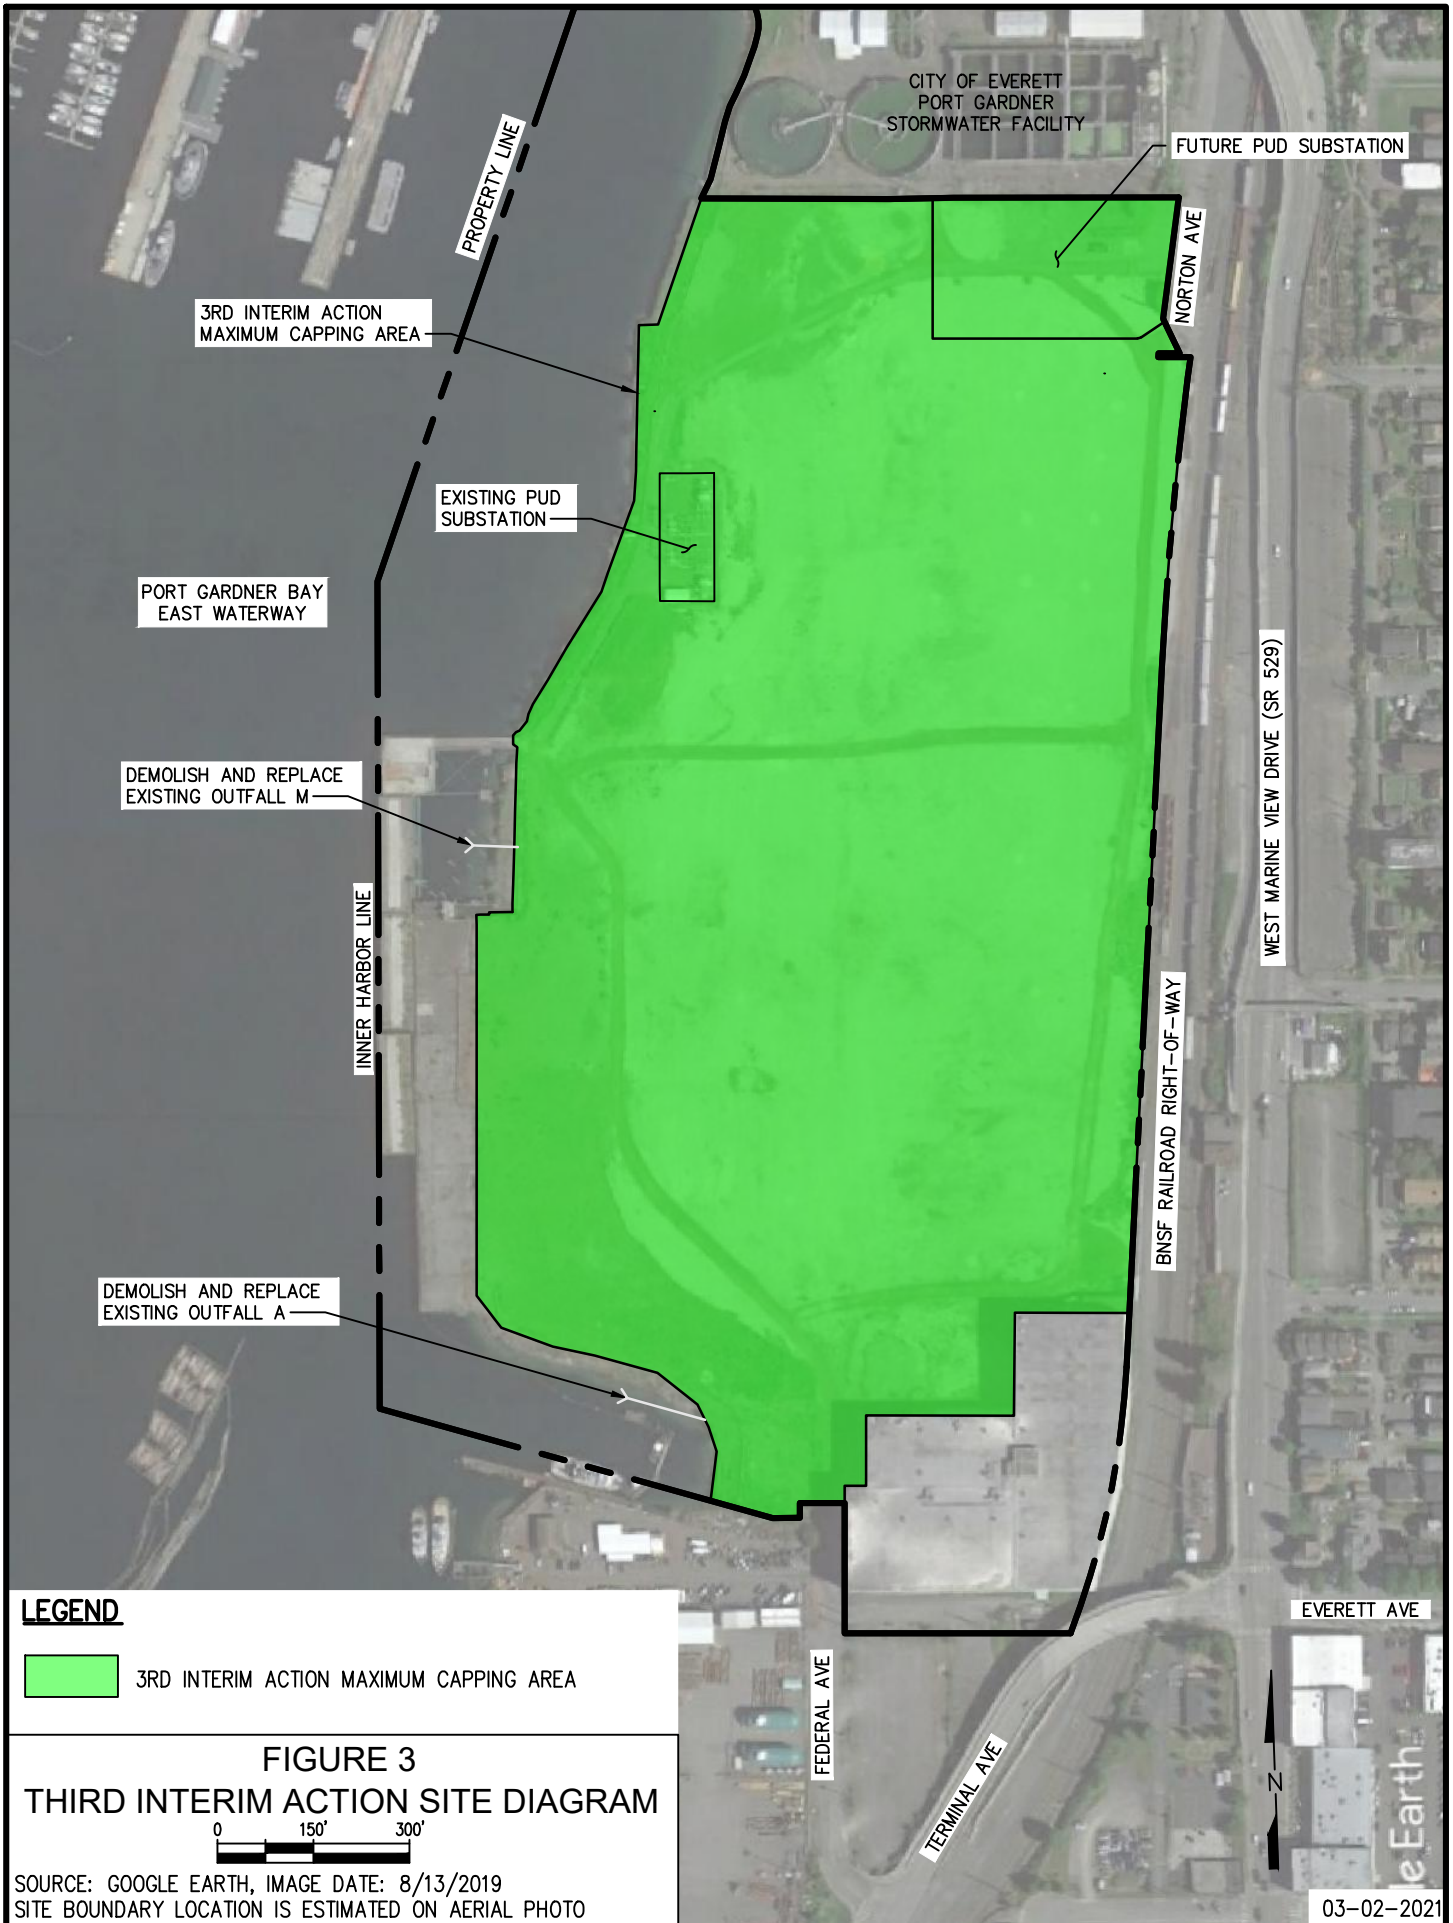 CITY OF EVERETT
PORT GARDNER
STORMWATER FACILITY
FUTURE PUD SUBSTATION
PROPERTY LINE
NORTON AVE
3RD INTERIM ACTION
MAXIMUM CAPPING AREA
EXISTING PUD
SUBSTATION
PORT GARDNER BAY
EAST WATERWAY
WEST MARINE VIEW DRIVE (SR 529)
DEMOLISH AND REPLACE
EXISTING OUTFALL M
INNER HARBOR LINE
BNSF RAILROAD RIGHT-OF-WAY
DEMOLISH AND REPLACE
EXISTING OUTFALL A
LEGEND
3RD INTERIM ACTION MAXIMUM CAPPING AREA
EVERETT AVE
FEDERAL AVE
TERMINAL AVE
N
FIGURE 3
THIRD INTERIM ACTION SITE DIAGRAM
0 150' 300'
SOURCE: GOOGLE EARTH, IMAGE DATE: 8/13/2019
SITE BOUNDARY LOCATION IS ESTIMATED ON AERIAL PHOTO
le Earth
03-02-2021